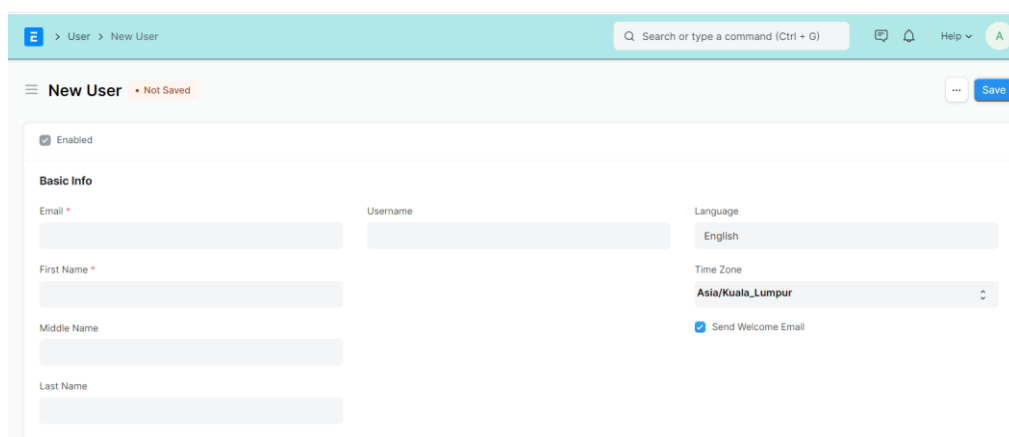 E > User > New User Search or type a command (Ctrl + G) Help A
New User • Not Saved ... Save
Enabled
Basic Info
Email * Username Language
English
First Name * Time Zone
Asia/Kuala_Lumpur
Middle Name Send Welcome Email
Last Name